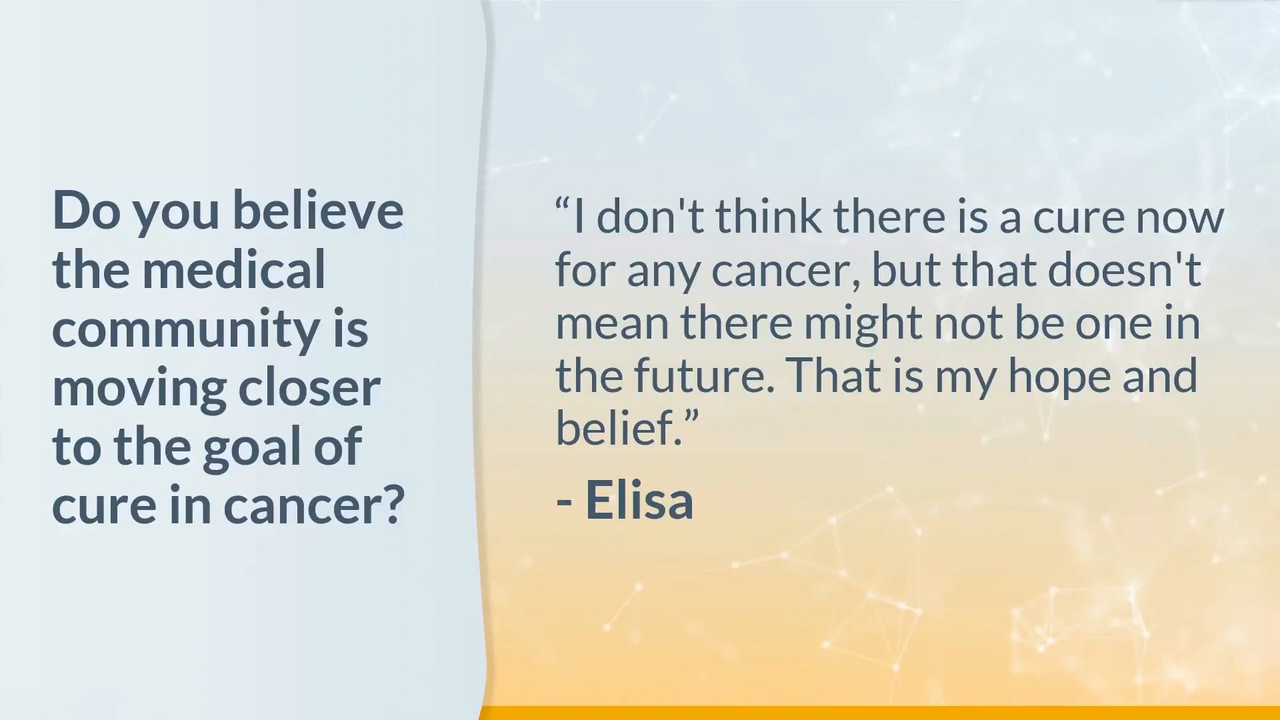 Do you believe
the medical
community is
moving closer
to the goal of
cure in cancer?
“I don't think there is a cure now
for any cancer, but that doesn't
mean there might not be one in
the future. That is my hope and
belief.”
- Elisa